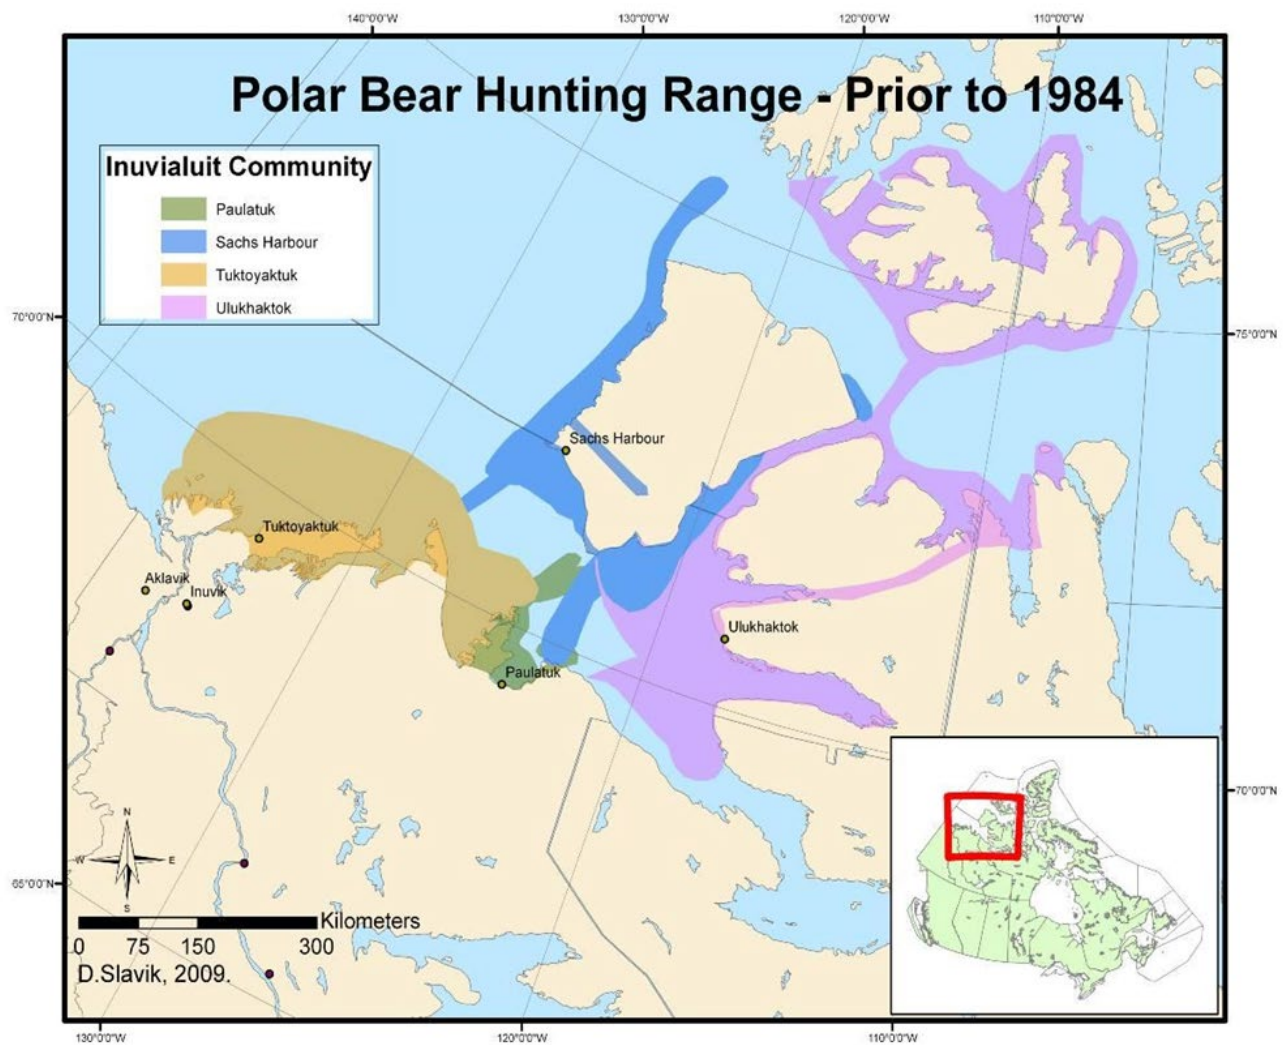 140°0'0"W
130°0'0"W
120°0'0"W
110°0'0"W
Polar Bear Hunting Range - Prior to 1984
Inuvialuit Community
Paulatuk
Sachs Harbour
Tuktoyaktuk
Ulukhaktok
70°0'0"N
75°0'0"N
Sachs Harbour
Tuktoyaktuk
Aklavik
Inuvik
Ulukhaktok
Paulatuk
70°0'0"N
N
W E
S
65°0'0"N
Kilometers
0 75 150 300
D.Slavik, 2009.
130°0'0"W
120°0'0"W
110°0'0"W